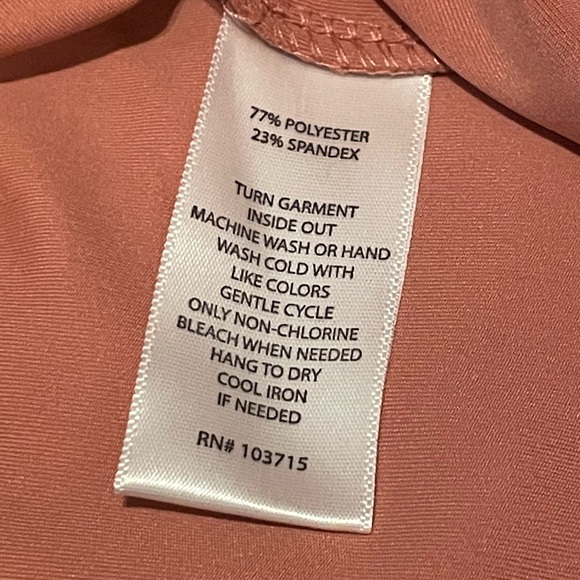 77% POLYESTER
23% SPANDEX
TURN GARMENT
INSIDE OUT
MACHINE WASH OR HAND
WASH COLD WITH
LIKE COLORS
GENTLE CYCLE
ONLY NON-CHLORINE
BLEACH WHEN NEEDED
HANG TO DRY
COOL IRON
IF NEEDED
RN# 103715